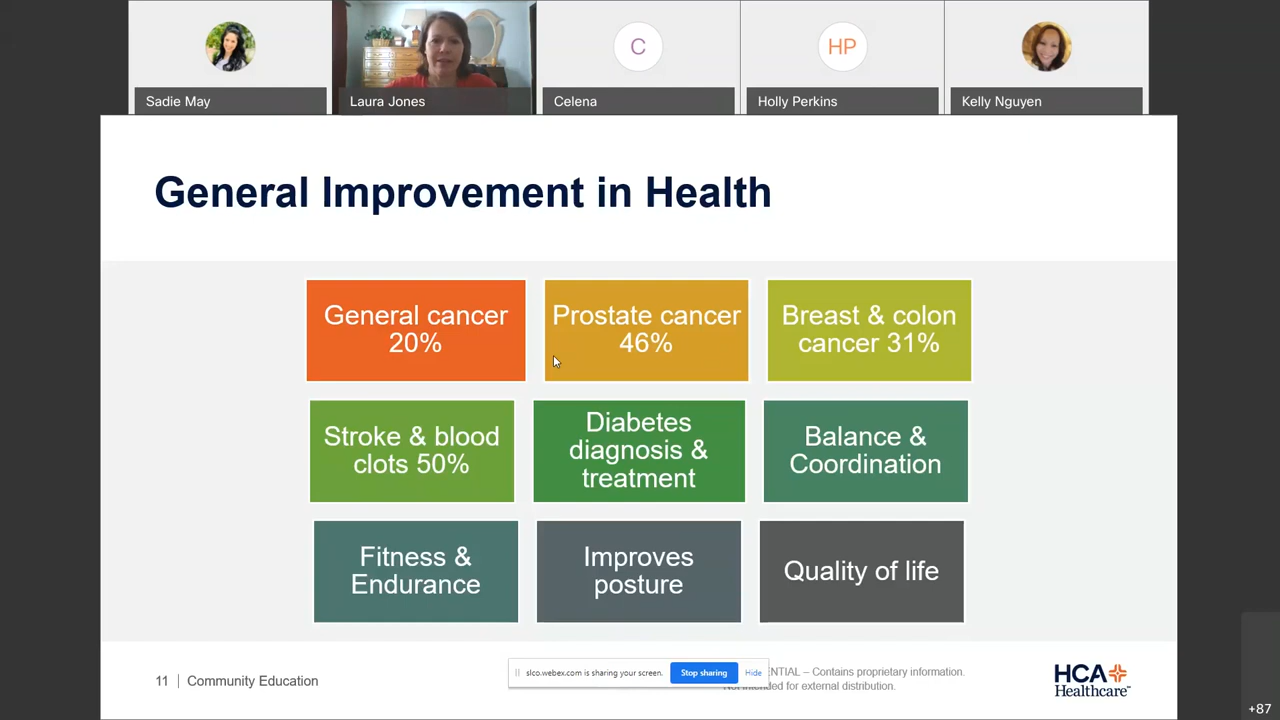 Sadie May
Laura Jones
C
Celena
HP
Holly Perkins
Kelly Nguyen
General Improvement in Health
General cancer
20%
Prostate cancer
46%
Breast & colon
cancer 31%
Stroke & blood
clots 50%
Diabetes
diagnosis &
treatment
Balance &
Coordination
Fitness &
Endurance
Improves
posture
Quality of life
11 | Community Education
slco.webex.com is sharing your screen.
Stop sharing
Hide
ENTIAL – Contains proprietary information.
Not intended for external distribution.
HCA
Healthcare™
+87